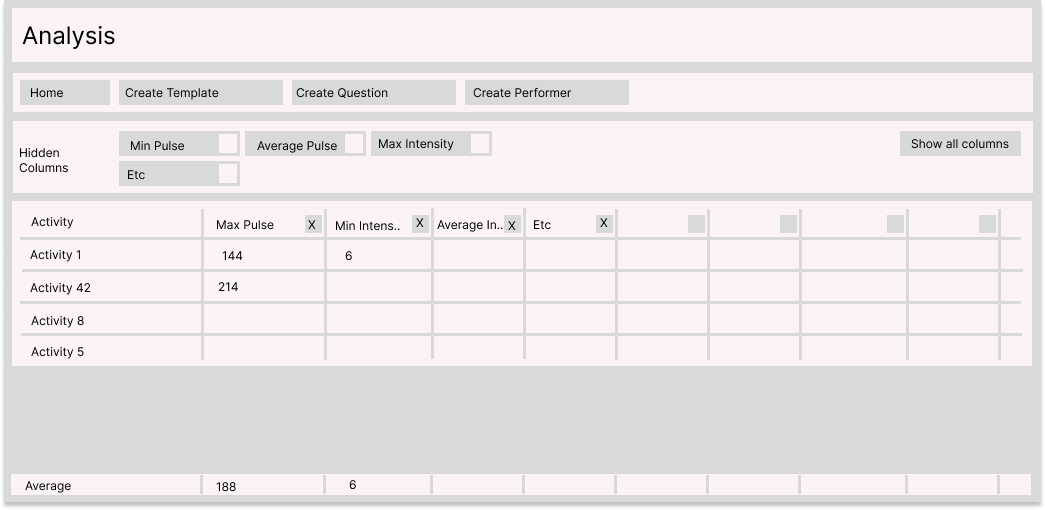 Analysis
Home Create Template Create Question Create Performer
Hidden Columns
Min Pulse Average Pulse Max Intensity Show all columns
Etc
Activity Max Pulse X Min Intens.. X Average In.. X Etc X
Activity 1 144 6
Activity 42 214
Activity 8
Activity 5
Average 188 6